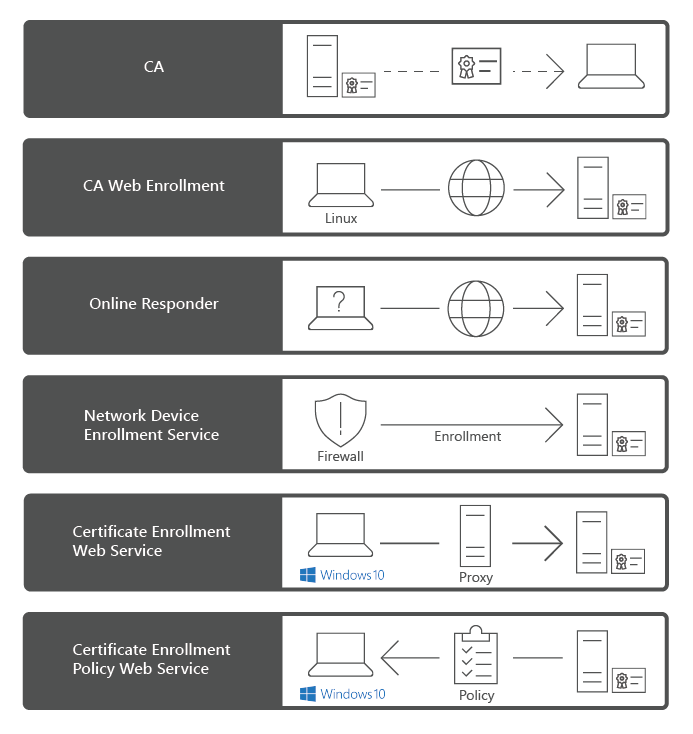 CA
CA Web Enrollment
Linux
Online Responder
?
Network Device
Enrollment Service
Firewall
Enrollment
Certificate Enrollment
Web Service
Windows10
Proxy
Certificate Enrollment
Policy Web Service
Windows10
Policy